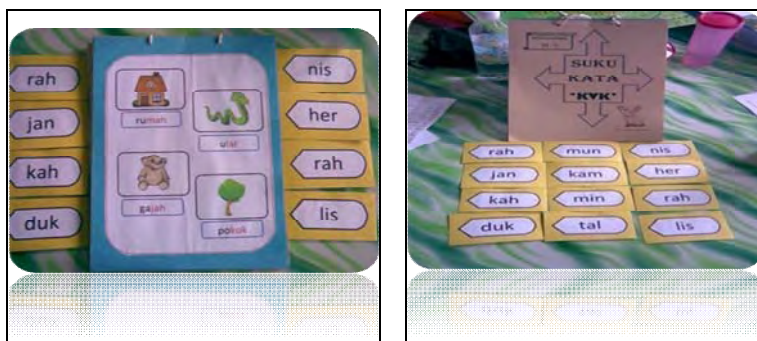 rah
jan
kah
duk
rumah
ular
gajah
pokok
nis
her
rah
lis
SUKU
KATA
"KVK"
rah mun nis
jan kam her
kah min rah
duk tal lis